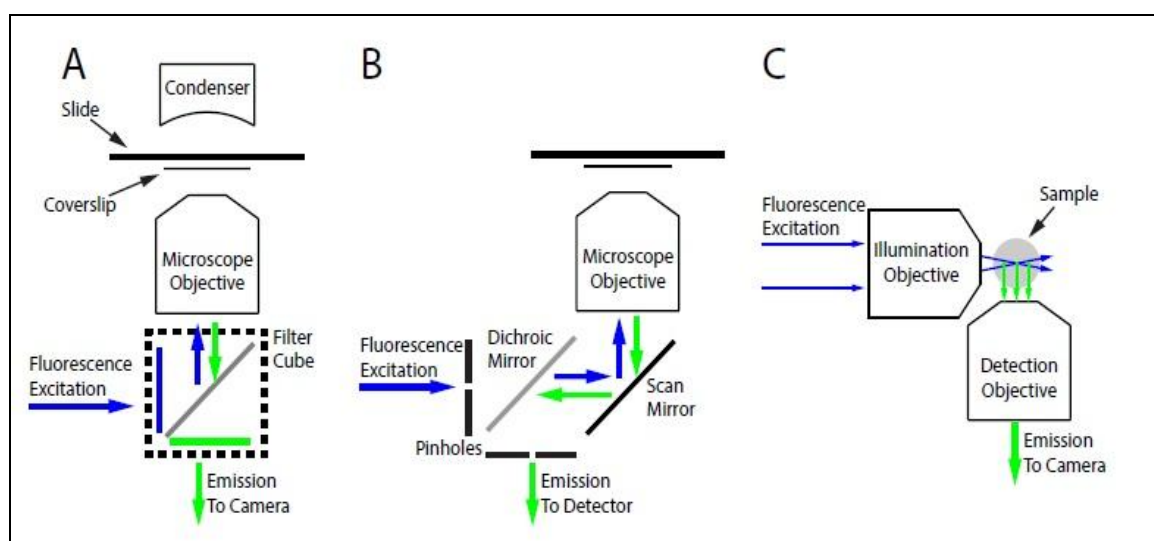 A
Condenser
Slide
Coverslip
Microscope
Objective
Filter
Cube
Fluorescence
Excitation
Emission
To Camera
B
Microscope
Objective
Dichroic
Mirror
Fluorescence
Excitation
Scan
Mirror
Pinholes
Emission
To Detector
C
Sample
Fluorescence
Excitation
Illumination
Objective
Detection
Objective
Emission
To Camera